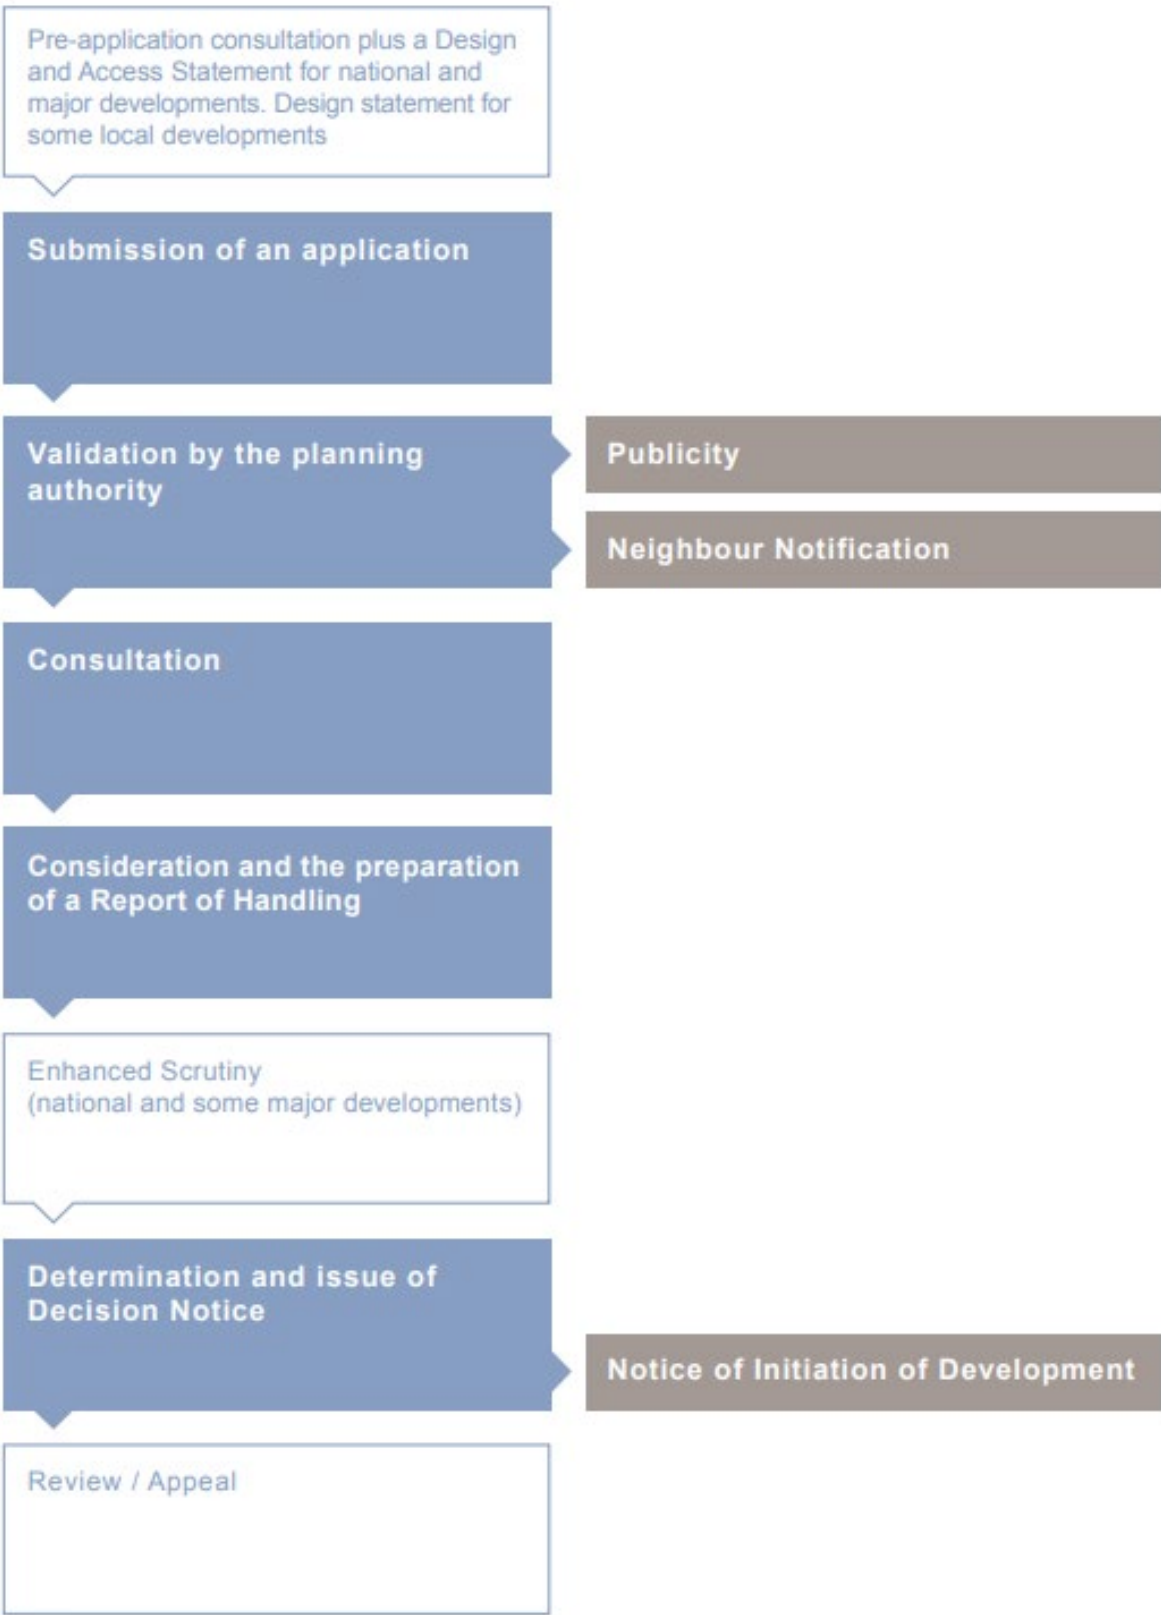 Pre-application consultation plus a Design
and Access Statement for national and
major developments. Design statement for
some local developments
Submission of an application
Validation by the planning
authority
Publicity
Neighbour Notification
Consultation
Consideration and the preparation
of a Report of Handling
Enhanced Scrutiny
(national and some major developments)
Determination and issue of
Decision Notice
Notice of Initiation of Development
Review / Appeal